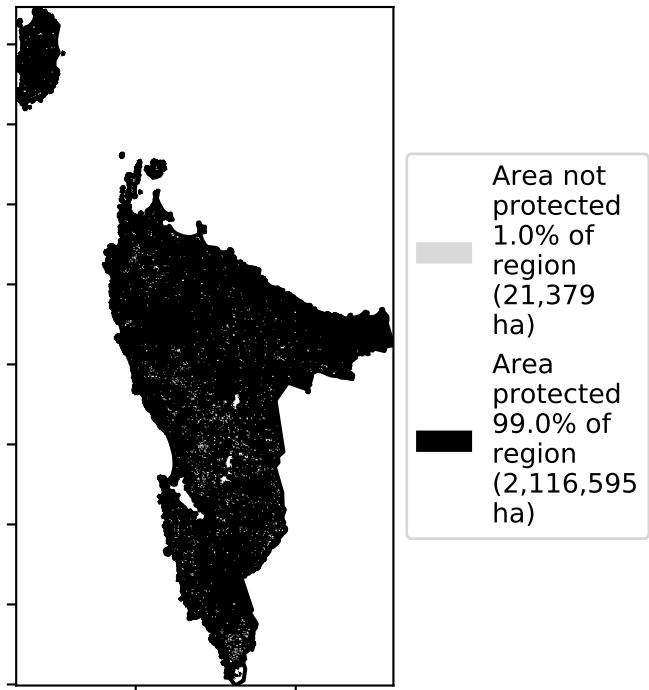 Area not
protected
1.0% of
region
(21,379
ha)
Area
protected
99.0% of
region
(2,116,595
ha)